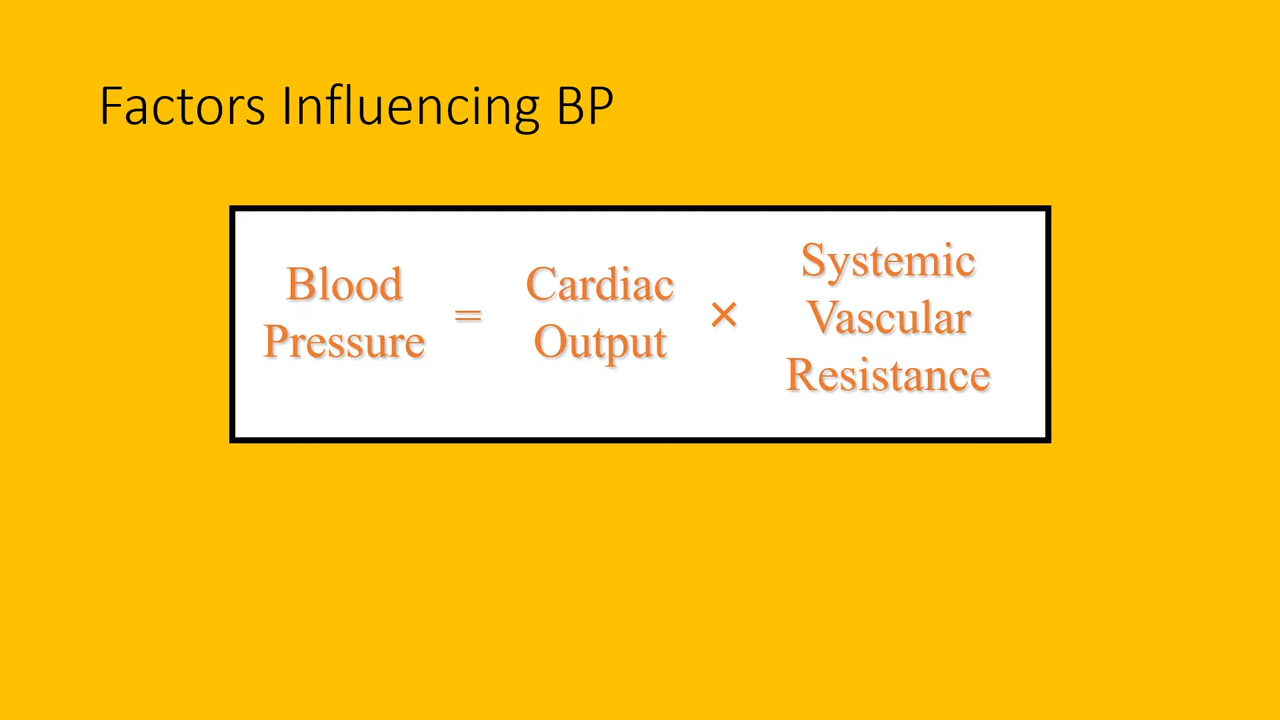 Factors Influencing BP
Blood
Pressure
=
Cardiac
Output
×
Systemic
Vascular
Resistance